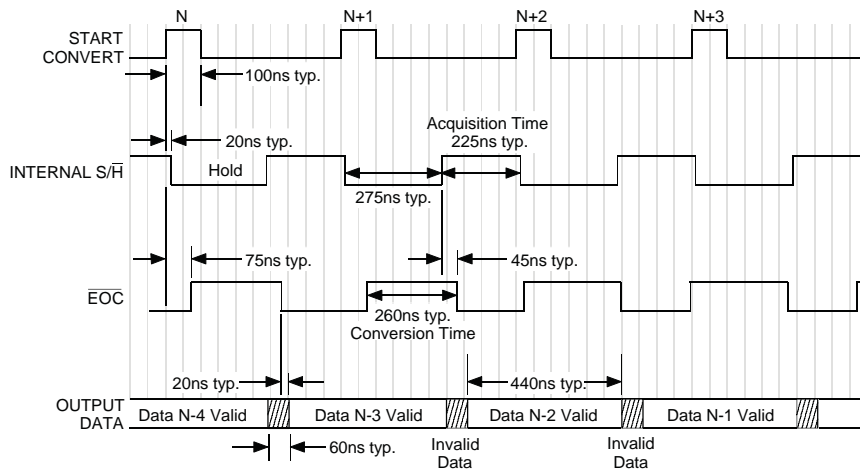 N N+1 N+2 N+3
START
CONVERT
100ns typ.
Acquisition Time
20ns typ. 225ns typ.
INTERNAL S/H̅ Hold
275ns typ.
75ns typ. 45ns typ.
E̅O̅C̅
260ns typ.
Conversion Time
20ns typ. 440ns typ.
OUTPUT
DATA
Data N-4 Valid Data N-3 Valid Data N-2 Valid Data N-1 Valid
60ns typ.
Invalid
Data
Invalid
Data